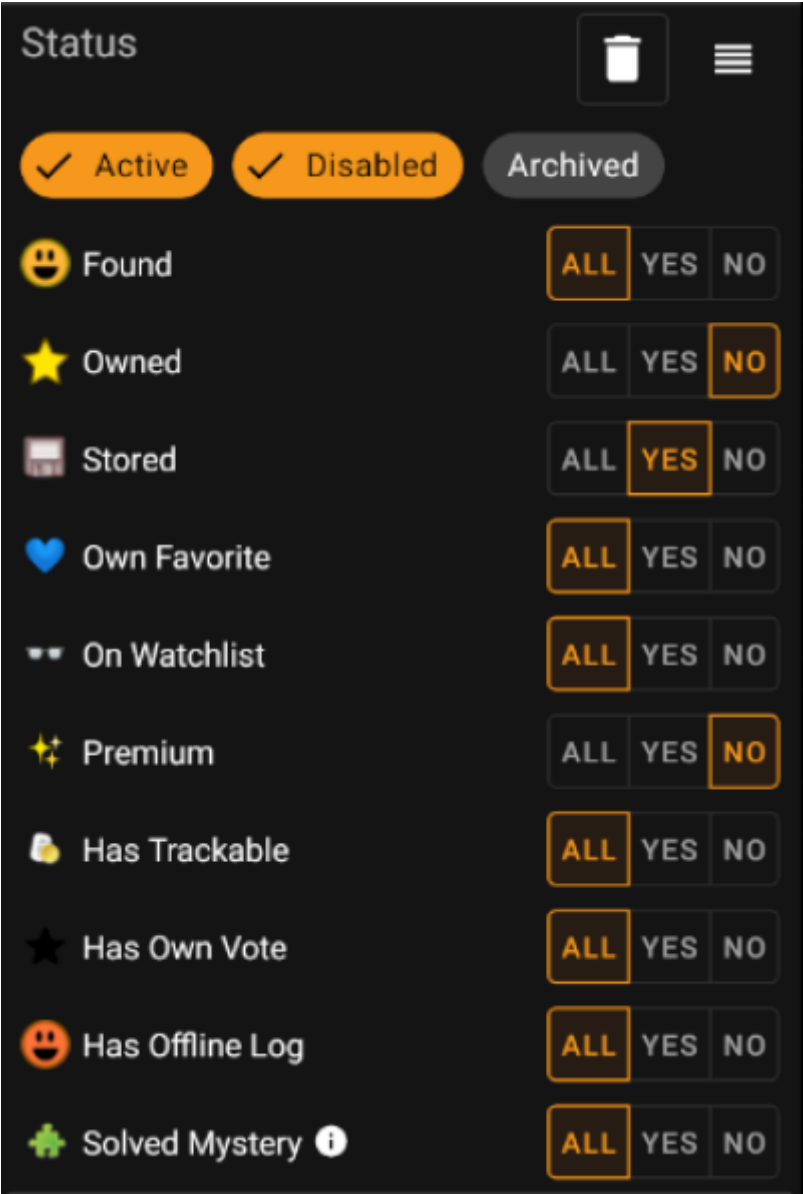 Status
Active Disabled Archived
Found ALL YES NO
Owned ALL YES NO
Stored ALL YES NO
Own Favorite ALL YES NO
On Watchlist ALL YES NO
Premium ALL YES NO
Has Trackable ALL YES NO
Has Own Vote ALL YES NO
Has Offline Log ALL YES NO
Solved Mystery ALL YES NO